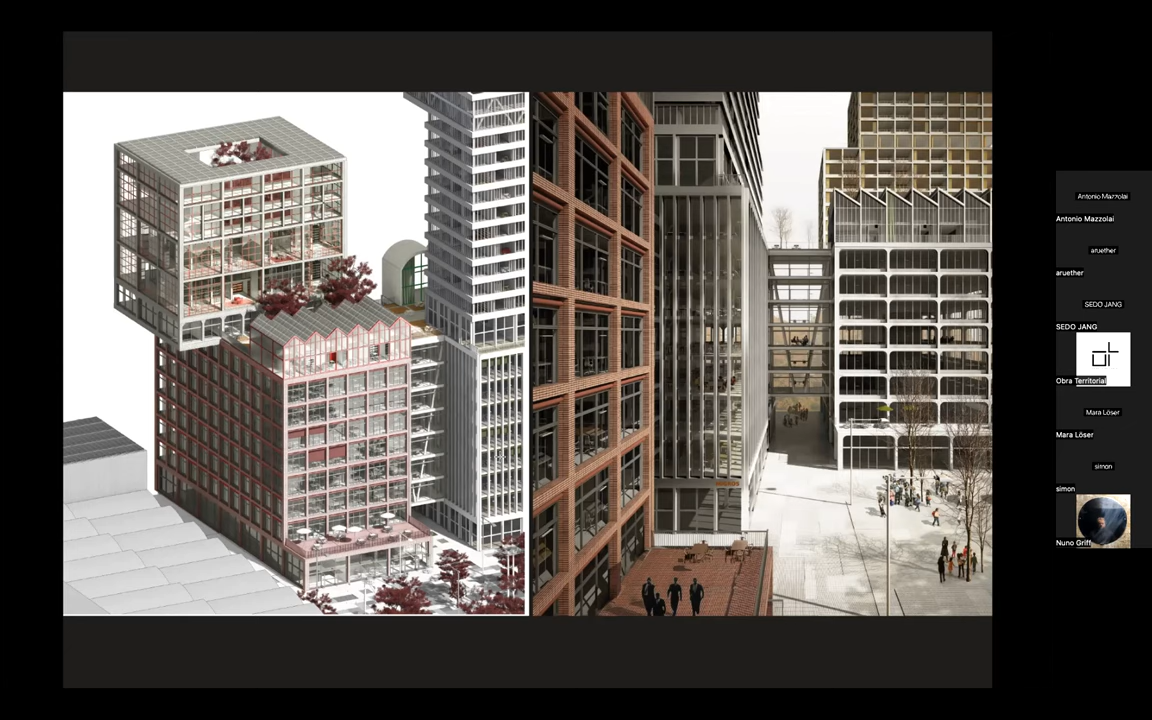 Antonio Mazzolai
Antonio Mazzolai
aruether
aruether
SEDO JANG
SEDO JANG
Obra Territorial
Mara Löser
Mara Löser
simon
simon
Nuno Griff